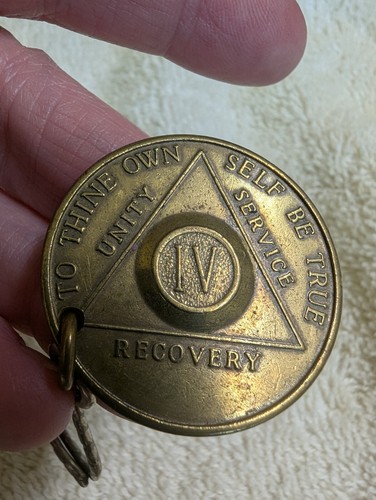 TO THINE OWN SELF BE TRUE
UNITY
SERVICE
IV
RECOVERY